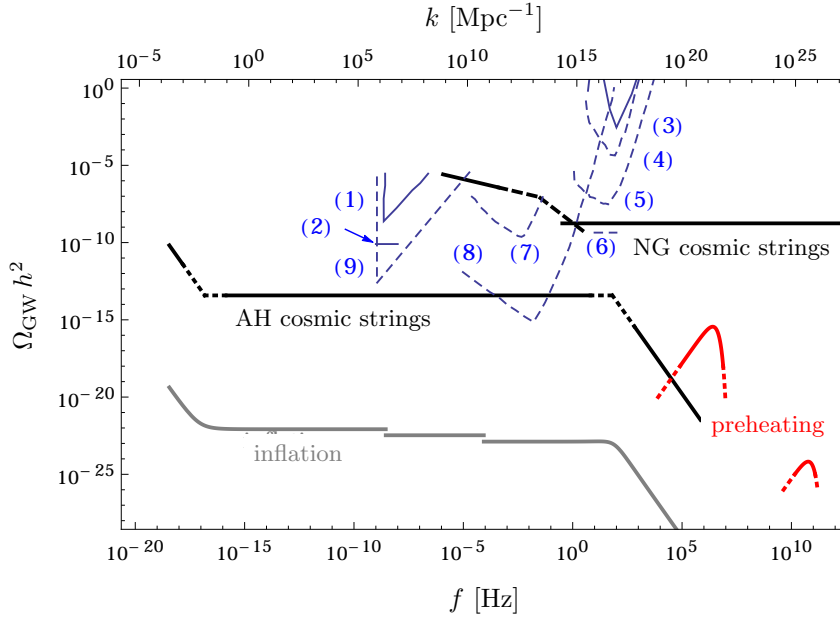 k [Mpc⁻¹]
10⁻⁵ 10⁰ 10⁵ 10¹⁰ 10¹⁵ 10²⁰ 10²⁵
10⁰
(3)
(4)
10⁻⁵
(1)
(5)
(2)
(6)
10⁻¹⁰
(9)
(8)
(7)
NG cosmic strings
Ω_GW h²
10⁻¹⁵
AH cosmic strings
10⁻²⁰
preheating
inflation
10⁻²⁵
10⁻²⁰ 10⁻¹⁵ 10⁻¹⁰ 10⁻⁵ 10⁰ 10⁵ 10¹⁰
f [Hz]